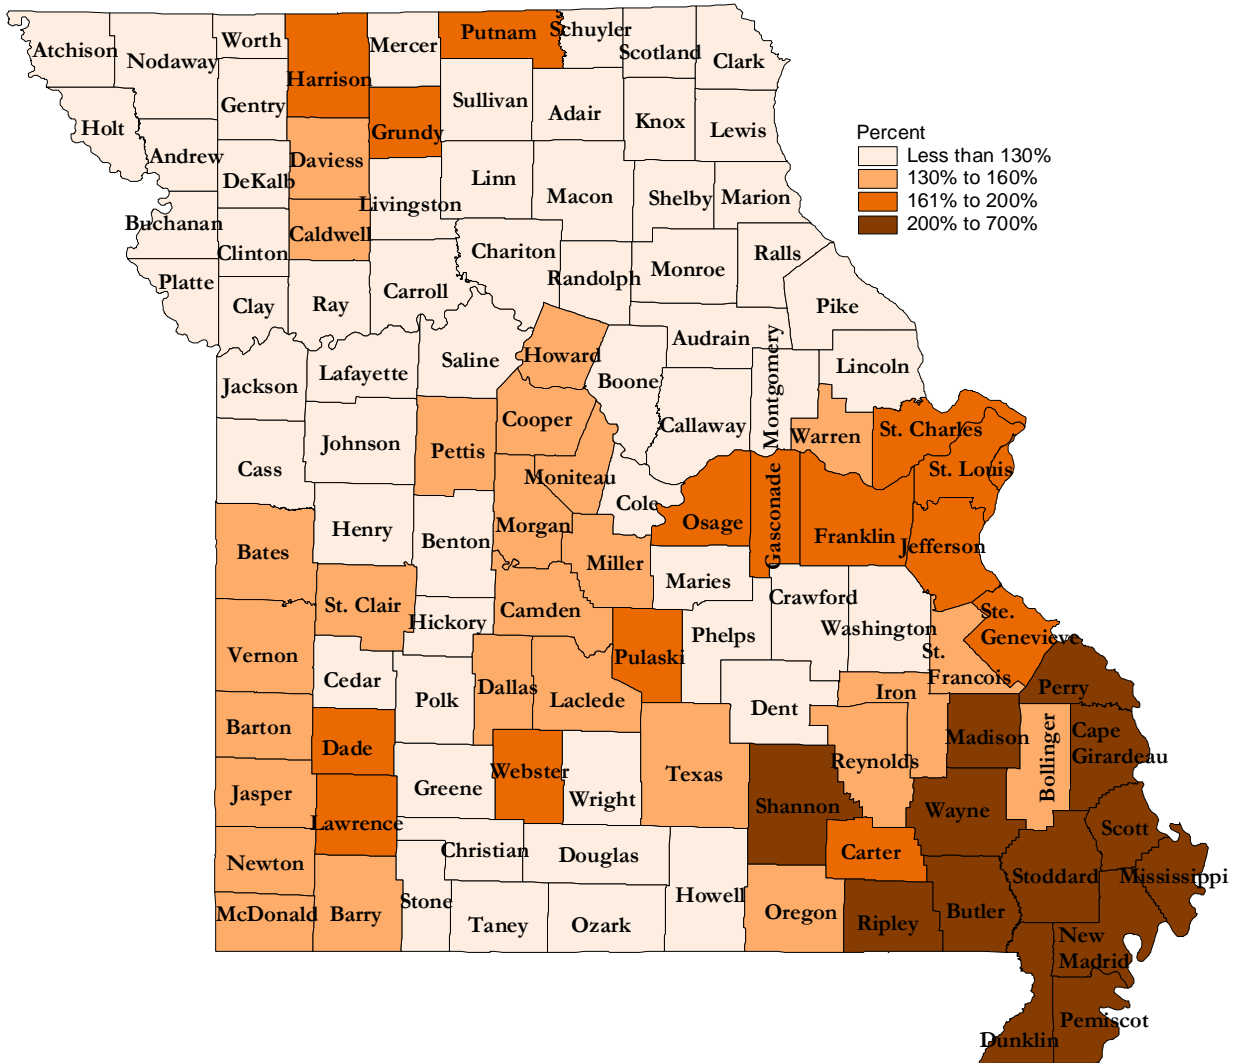 Schuyler
Putnam
Worth
Mercer
Atchison
Scotland
Nodaway
Clark
Harrison
Sullivan
Gentry
Adair
Knox
Holt
Grundy
Lewis
Percent
Less than 130%
130% to 160%
161% to 200%
200% to 700%
Andrew
Daviess
DeKalb
Linn
Macon
Shelby
Marion
Livingston
Buchanan
Caldwell
Clinton
Chariton
Ralls
Monroe
Randolph
Platte
Carroll
Clay
Ray
Pike
Audrain
Howard
Saline
Lincoln
Lafayette
Jackson
Boone
Montgomery
Cooper
Callaway
St. Charles
Warren
Johnson
Pettis
Cass
St. Louis
Moniteau
Cole
Osage
Gasconade
Morgan
Henry
Franklin
Benton
Jefferson
Bates
Miller
Maries
Crawford
St. Clair
Camden
Hickory
Ste.
Genevieve
Washington
Phelps
Vernon
Pulaski
St.
Francois
Cedar
Dallas
Perry
Iron
Polk
Laclede
Dent
Barton
Cape
Girardeau
Madison
Dade
Bollinger
Reynolds
Webster
Texas
Greene
Jasper
Wright
Shannon
Wayne
Lawrence
Scott
Christian
Douglas
Carter
Newton
Stoddard
Mississippi
Howell
Stone
McDonald
Barry
Oregon
Butler
Taney
Ozark
Ripley
New
Madrid
Pemiscot
Dunklin